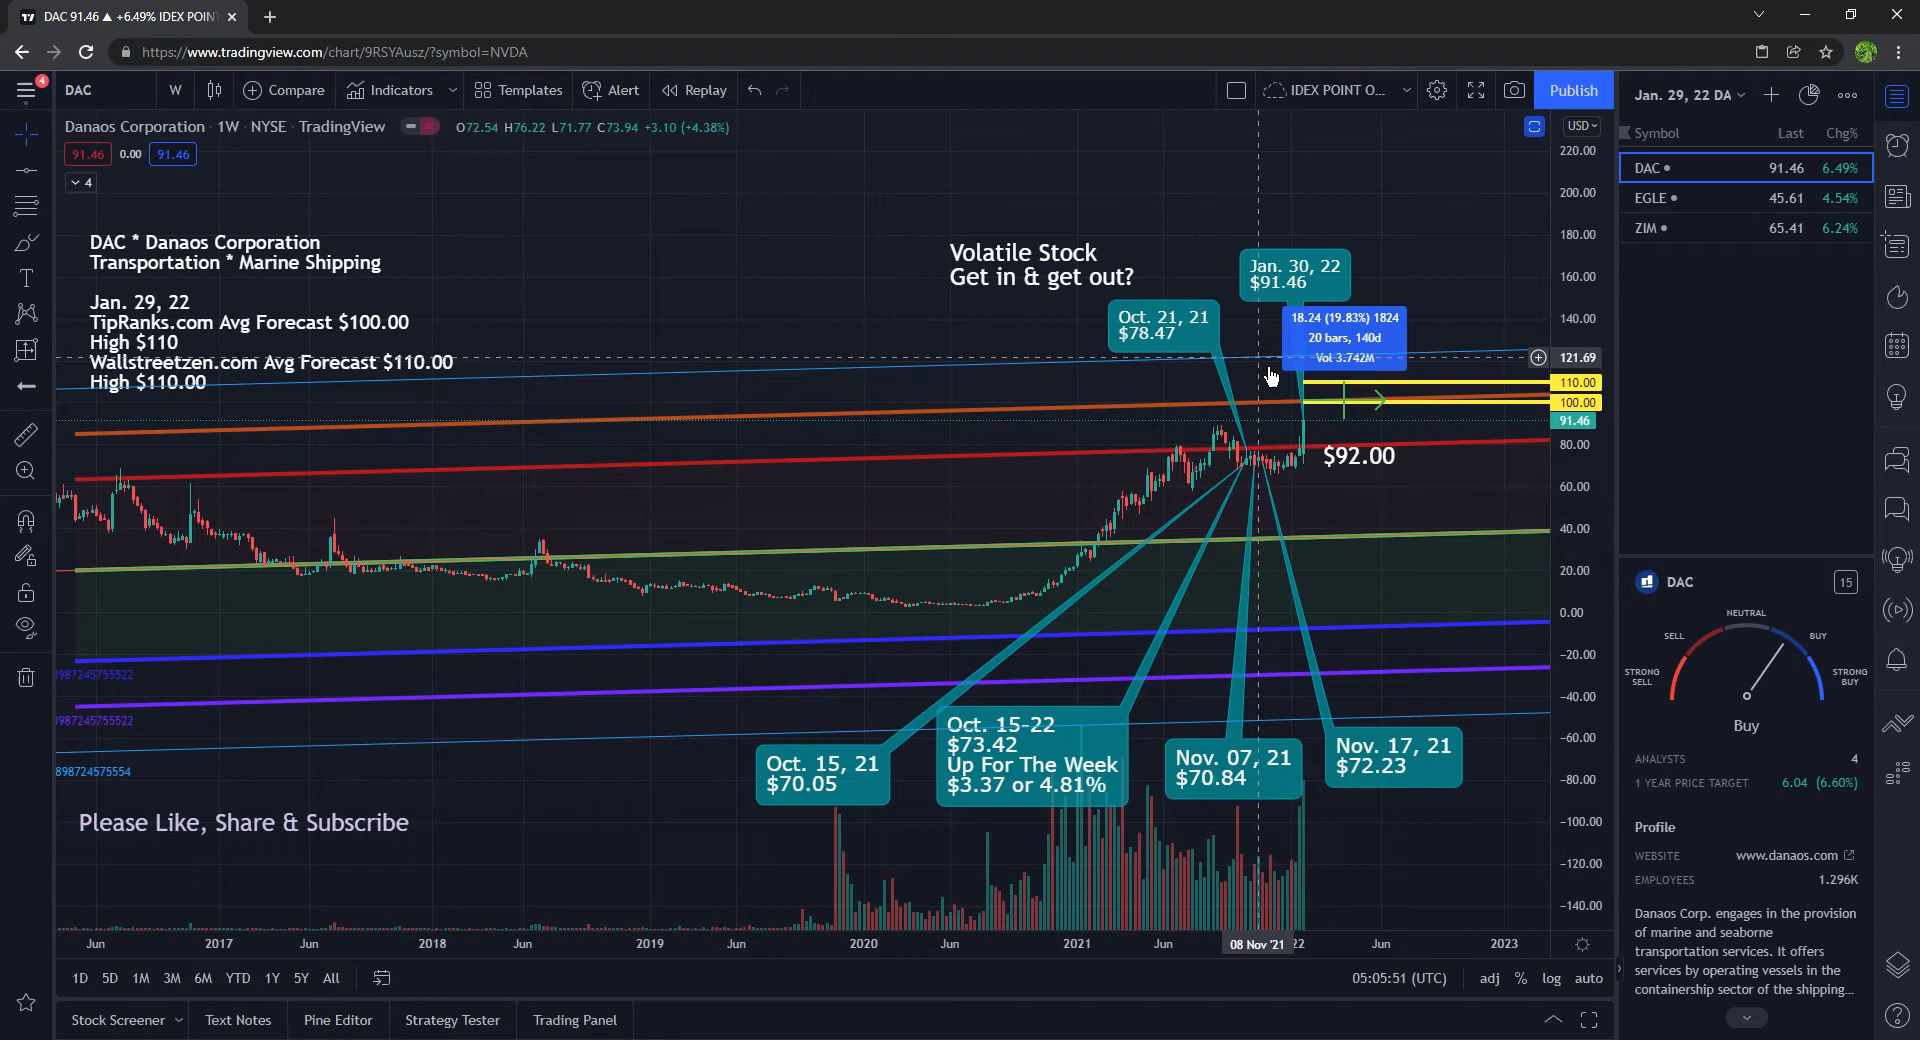 DAC 91.46 ▲ +6.49% IDEX POIN
https://www.tradingview.com/chart/9RSYAusz/?symbol=NVDA
4
DAC
W
Compare
Indicators
Templates
Alert
Replay
IDEX POINT O...
Publish
Jan. 29, 22 DA
Danaos Corporation · 1W · NYSE · TradingView
O72.54 H76.22 L71.77 C73.94 +3.10 (+4.38%)
USD
91.46 0.00 91.46
4
DAC * Danaos Corporation
Transportation * Marine Shipping
Jan. 29, 22
TipRanks.com Avg Forecast $100.00
High $110
Wallstreetzen.com Avg Forecast $110.00
High $110.00
Volatile Stock
Get in & get out?
Jan. 30, 22
$91.46
Oct. 21, 21
$78.47
18.24 (19.83%) 1824
20 bars, 140d
Vol 3.742M
$92.00
Oct. 15, 21
$70.05
Oct. 15-22
$73.42
Up For The Week
$3.37 or 4.81%
Nov. 07, 21
$70.84
Nov. 17, 21
$72.23
Please Like, Share & Subscribe
987245755522
987245755522
898724575554
220.00
200.00
180.00
160.00
140.00
121.69
110.00
100.00
91.46
80.00
60.00
40.00
20.00
0.00
−20.00
−40.00
−60.00
−80.00
−100.00
−120.00
−140.00
Jun 2017 Jun 2018 Jun 2019 Jun 2020 Jun 2021 Jun 08 Nov '21 22 Jun 2023
1D 5D 1M 3M 6M YTD 1Y 5Y All
05:05:51 (UTC) adj % log auto
Stock Screener Text Notes Pine Editor Strategy Tester Trading Panel
Symbol Last Chg%
DAC 91.46 6.49%
EGLE 45.61 4.54%
ZIM 65.41 6.24%
DAC
15
NEUTRAL
SELL BUY
STRONG SELL
STRONG BUY
Buy
ANALYSTS 4
1 YEAR PRICE TARGET 6.04 (6.60%)
Profile
WEBSITE www.danaos.com
EMPLOYEES 1.296K
Danaos Corp. engages in the provision
of marine and seaborne
transportation services. It offers
services by operating vessels in the
containership sector of the shipping...